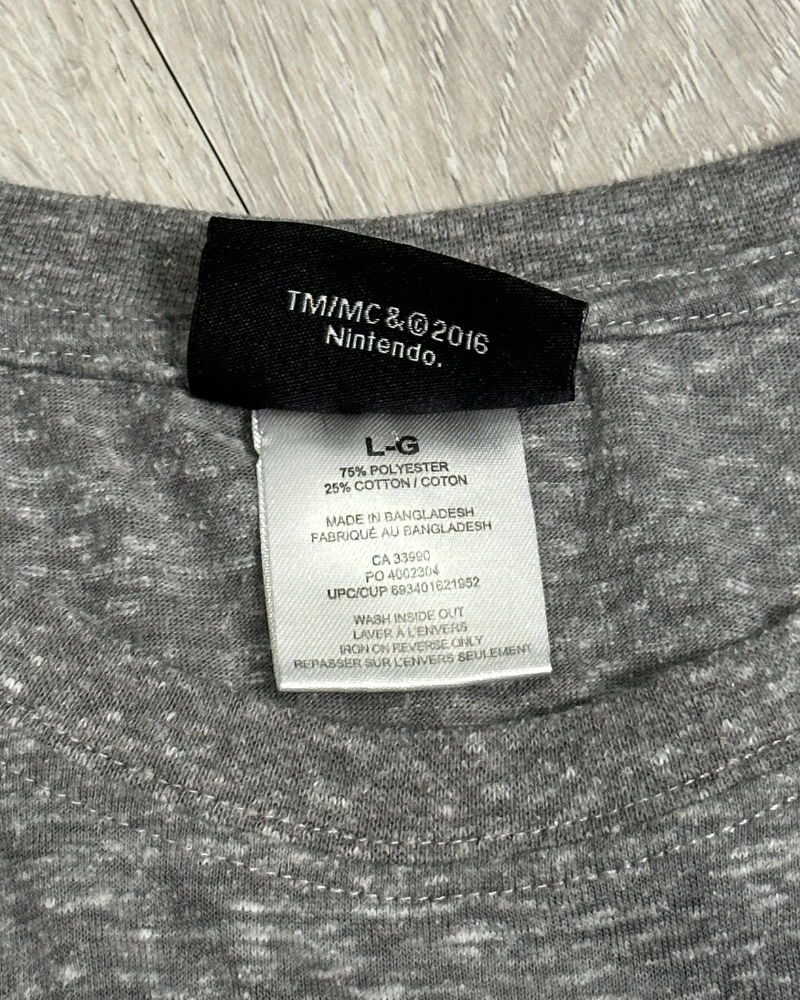 TM/MC & © 2016
Nintendo.
L-G
75% POLYESTER
25% COTTON / COTON
MADE IN BANGLADESH
FABRIQUÉ AU BANGLADESH
CA 33990
PO 4002304
UPC/CUP 693401621952
WASH INSIDE OUT
LAVER À L'ENVERS
IRON ON REVERSE ONLY
REPASSER SUR L'ENVERS SEULEMENT